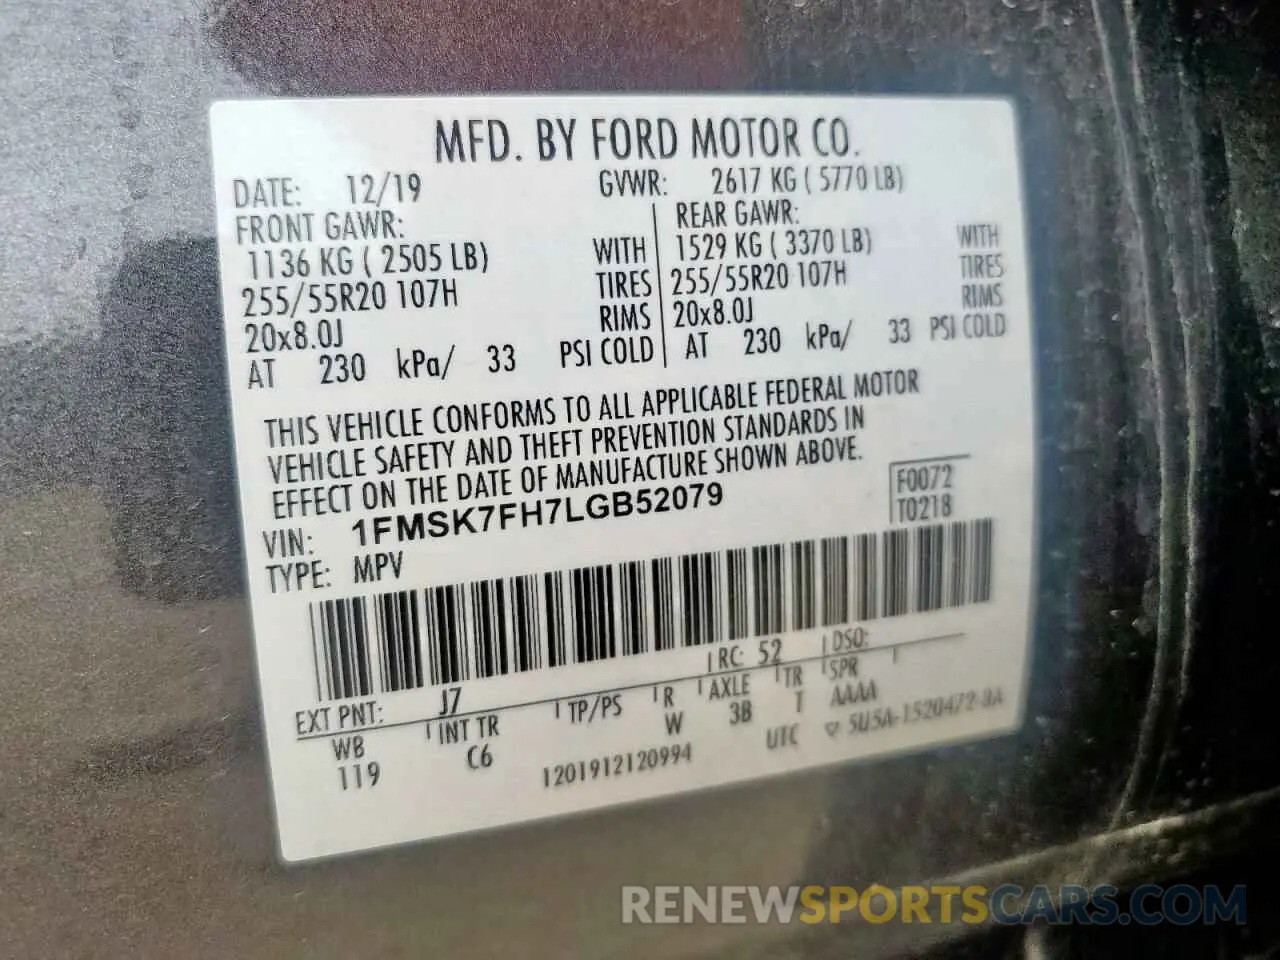 MFD. BY FORD MOTOR CO.
DATE: 12/19 GVWR: 2617 KG ( 5770 LB)
FRONT GAWR: REAR GAWR:
1136 KG ( 2505 LB) WITH 1529 KG ( 3370 LB) WITH
255/55R20 107H TIRES 255/55R20 107H TIRES
20x8.0J RIMS 20x8.0J RIMS
AT 230 kPa/ 33 PSI COLD AT 230 kPa/ 33 PSI COLD
THIS VEHICLE CONFORMS TO ALL APPLICABLE FEDERAL MOTOR
VEHICLE SAFETY AND THEFT PREVENTION STANDARDS IN
EFFECT ON THE DATE OF MANUFACTURE SHOWN ABOVE.
VIN: 1FMSK7FH7LGB52079 F0072
TYPE: MPV T0218
EXT PNT: J7 RC: 52 DSO:
WB INT TR TP/PS R AXLE TR SPR
119 C6 W 3B T AAAA
1201912120994 UTC 5U5A-1520472-
RENEWSPORTSCARS.COM